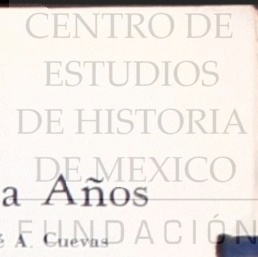 CENTRO DE
ESTUDIOS
DE HISTORIA
DE MEXICO
a Años
FUNDACIÓN
é A. Cuevas